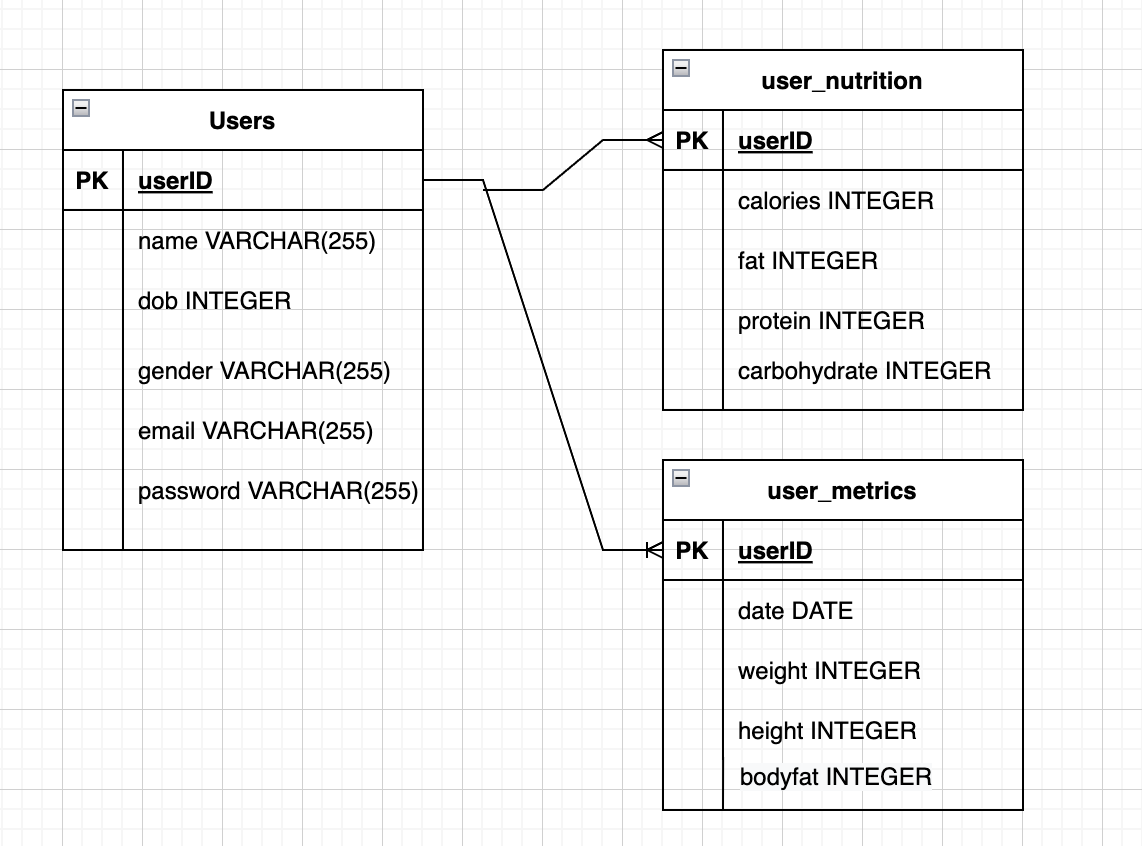 Users
PK userID
name VARCHAR(255)
dob INTEGER
gender VARCHAR(255)
email VARCHAR(255)
password VARCHAR(255)
user_nutrition
PK userID
calories INTEGER
fat INTEGER
protein INTEGER
carbohydrate INTEGER
user_metrics
PK userID
date DATE
weight INTEGER
height INTEGER
bodyfat INTEGER